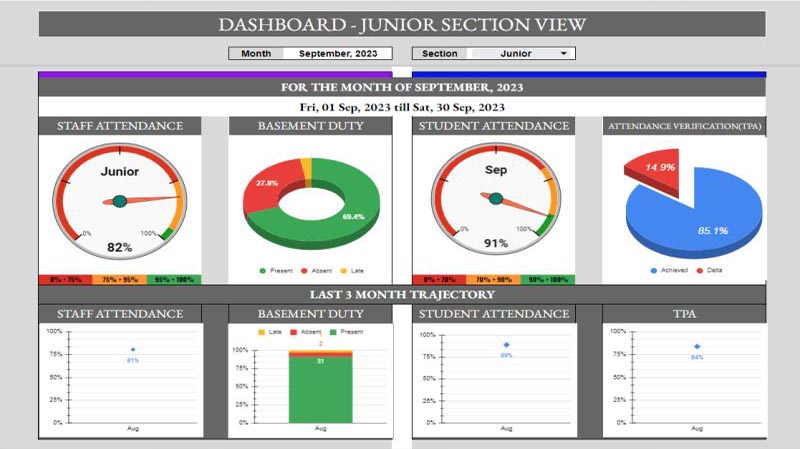 DASHBOARD - JUNIOR SECTION VIEW
Month September, 2023 Section Junior
FOR THE MONTH OF SEPTEMBER, 2023
Fri, 01 Sep, 2023 till Sat, 30 Sep, 2023
STAFF ATTENDANCE BASEMENT DUTY STUDENT ATTENDANCE ATTENDANCE VERIFICATION(TPA)
Junior
0% 100%
82%
0% - 75% 75% - 95% 95% - 100%
27.8%
69.4%
Present Absent Late
Sep
0% 100%
91%
0% - 70% 70% - 90% 90% - 100%
14.9%
85.1%
Achieved Delta
LAST 3 MONTH TRAJECTORY
STAFF ATTENDANCE BASEMENT DUTY STUDENT ATTENDANCE TPA
100%
75%
50%
25%
0%
81%
Aug
Late Absent Present
2
100%
75%
50%
25%
0%
31
Aug
100%
75%
50%
25%
0%
89%
Aug
100%
75%
50%
25%
0%
84%
Aug